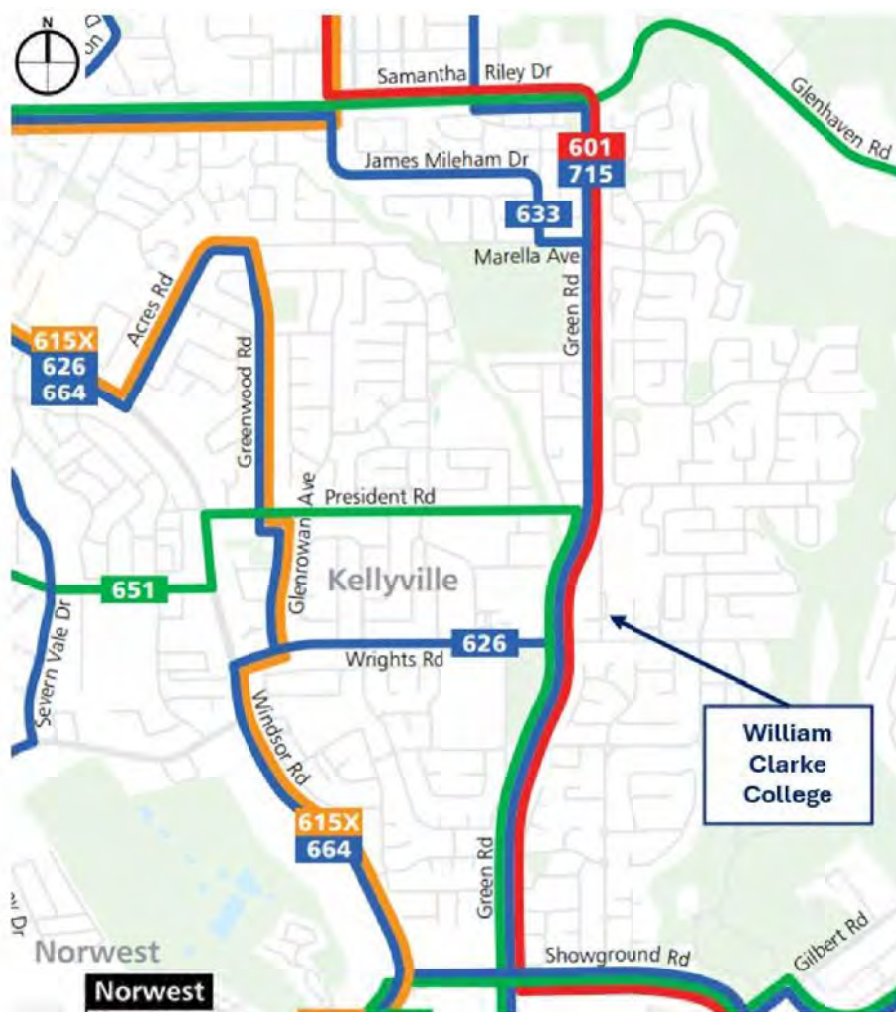 N
Samantha Riley Dr
Glenhaven Rd
James Mileham Dr
601
715
633
Marella Ave
Acres Rd
Green Rd
615X
626
664
Greenwood Rd
President Rd
Glenrowan Ave
Kellyville
651
626
Wrights Rd
Severn Vale Dr
Windsor Rd
William
Clarke
College
615X
664
Green Rd
Showground Rd
Gilbert Rd
Dr
Norwest
Norwest